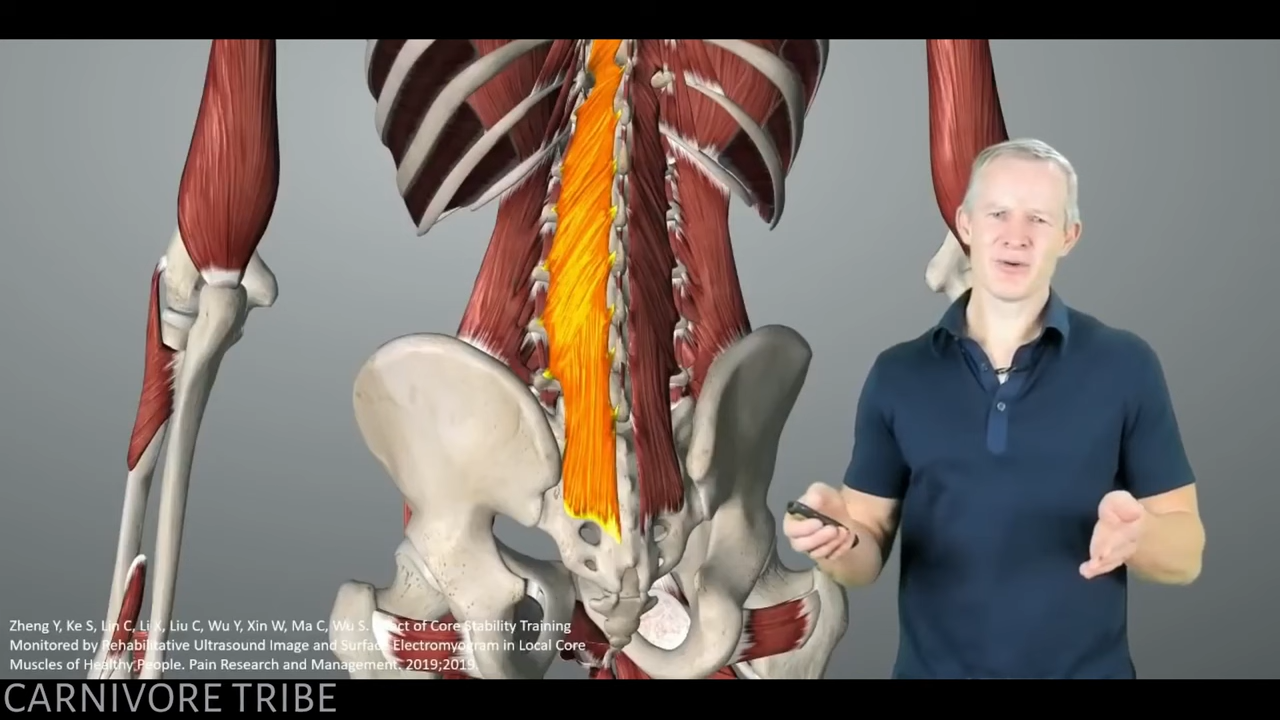 Zheng Y, Ke S, Lin C, Li X, Liu C, Wu Y, Xin W, Ma C, Wu S. of Core Stability Training
Monitored by Rehabilitative Ultrasound Image and Surface Electromyogram in Local Core
Muscles of Healthy People. Pain Research and Management. 2019;2019.
CARNIVORE TRIBE